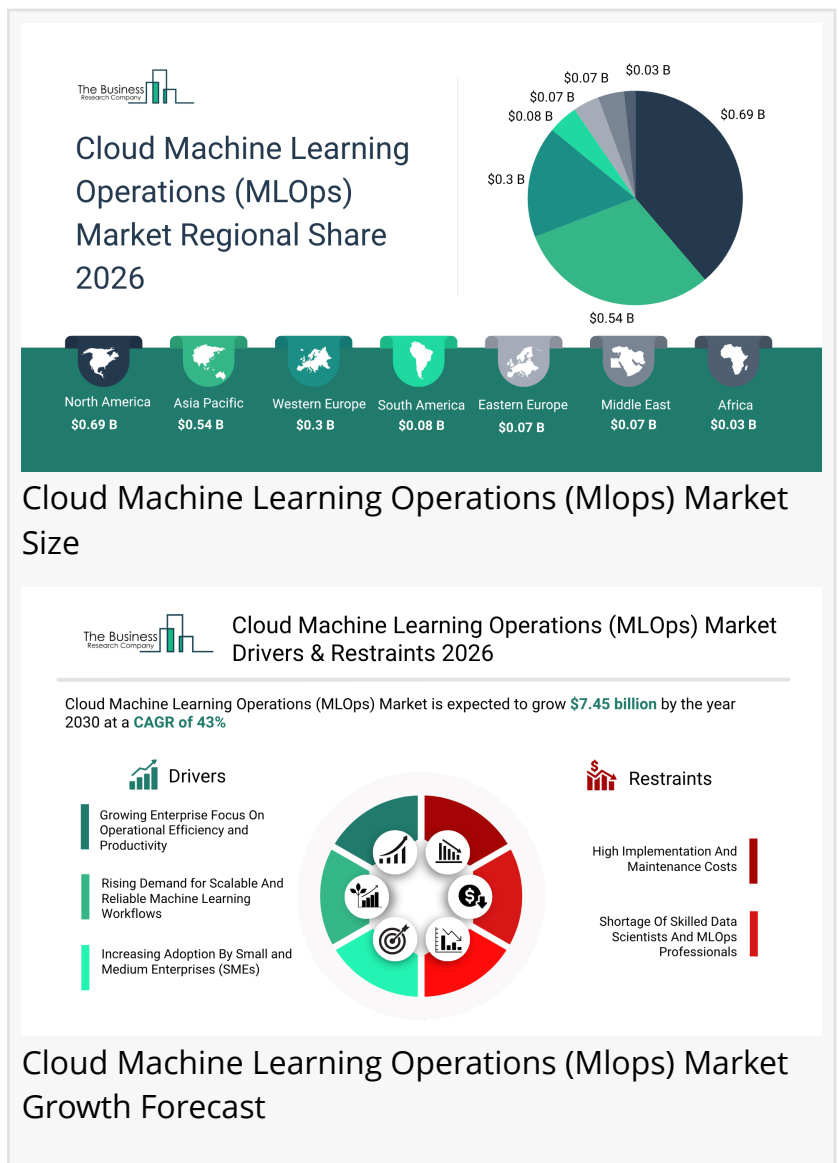 The Business
Research Company
Cloud Machine Learning
Operations (MLOps)
Market Regional Share
2026
$0.03 B
$0.07 B
$0.07 B
$0.08 B
$0.69 B
$0.3 B
$0.54 B
North America
$0.69 B
Asia Pacific
$0.54 B
Western Europe
$0.3 B
South America
$0.08 B
Eastern Europe
$0.07 B
Middle East
$0.07 B
Africa
$0.03 B
Cloud Machine Learning Operations (Mlops) Market
Size
The Business
Research Company
Cloud Machine Learning Operations (MLOps) Market
Drivers & Restraints 2026
Cloud Machine Learning Operations (MLOps) Market is expected to grow $7.45 billion by the year
2030 at a CAGR of 43%
Drivers
Growing Enterprise Focus On
Operational Efficiency and
Productivity
Rising Demand for Scalable And
Reliable Machine Learning
Workflows
Increasing Adoption By Small and
Medium Enterprises (SMEs)
$
$
Restraints
High Implementation And
Maintenance Costs
Shortage Of Skilled Data
Scientists And MLOps
Professionals
Cloud Machine Learning Operations (Mlops) Market
Growth Forecast